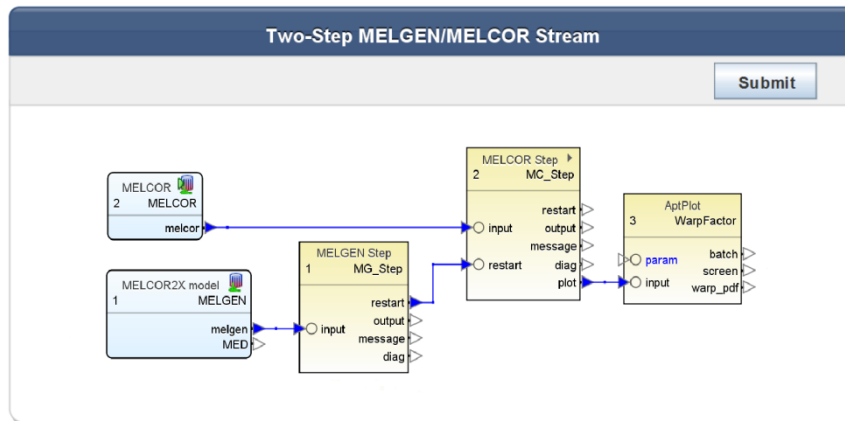 Two-Step MELGEN/MELCOR Stream
Submit
MELCOR
2 MELCOR
melcor
MELCOR2X model
1 MELGEN
melgen
MED
MELGEN Step
1 MG_Step
restart
input
output
message
diag
MELCOR Step
2 MC_Step
restart
input
output
message
restart
diag
plot
AptPlot
3 WarpFactor
param
batch
screen
input
warp_pdf